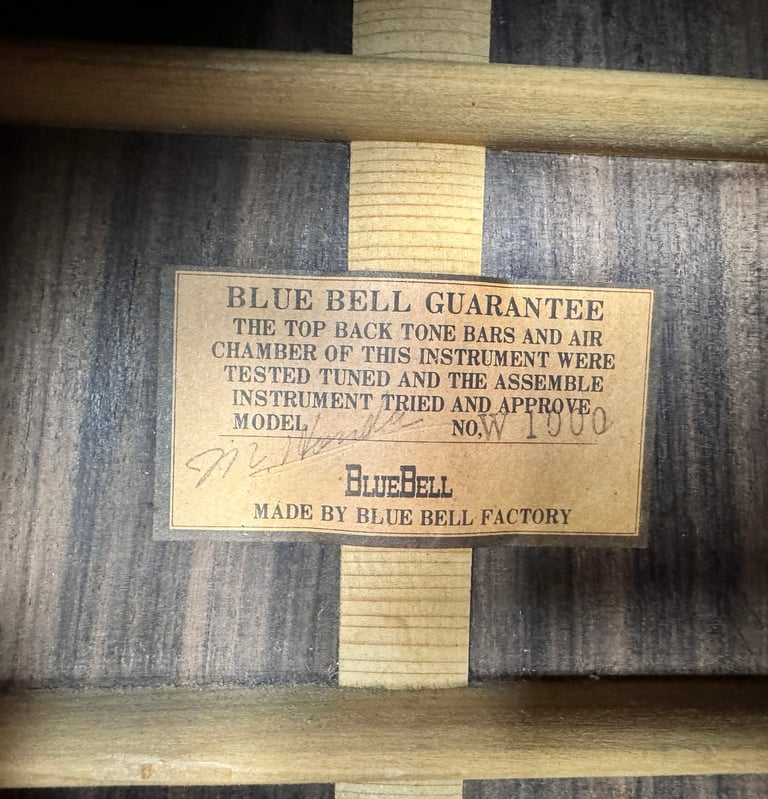 BLUE BELL GUARANTEE
THE TOP BACK TONE BARS AND AIR
CHAMBER OF THIS INSTRUMENT WERE
TESTED TUNED AND THE ASSEMBLE
INSTRUMENT TRIED AND APPROVE
MODEL NO, W 1000
BLUEBELL
MADE BY BLUE BELL FACTORY